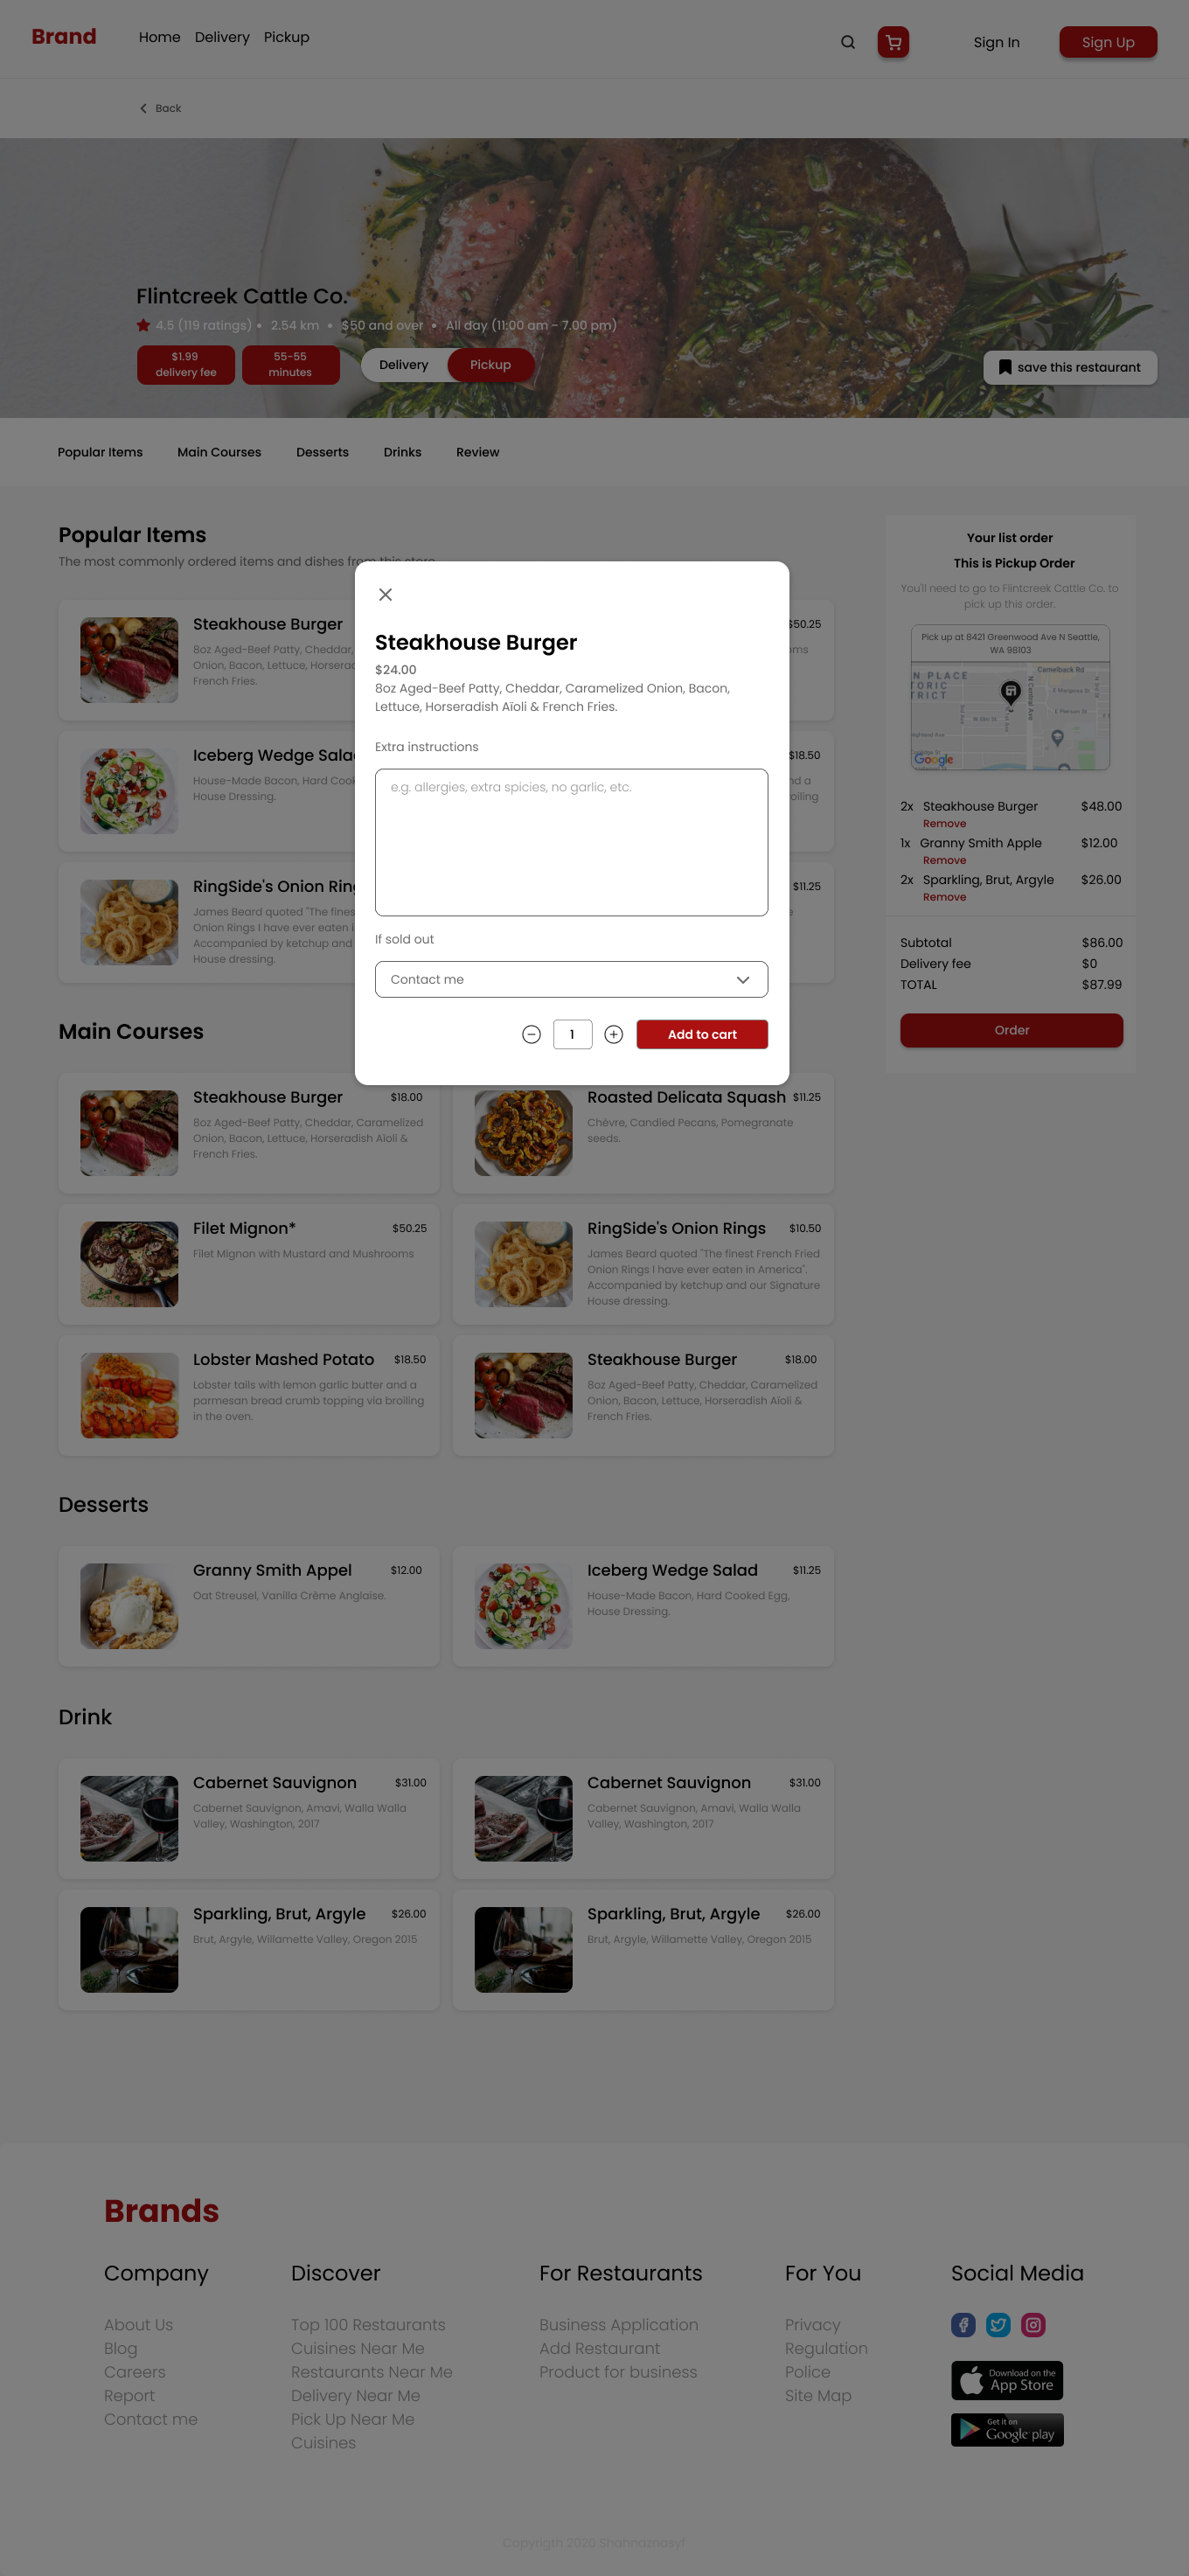 Brand
Home Delivery Pickup
Sign In
Sign Up
Back
Flintcreek Cattle Co.
4.5 (119 ratings) • 2.54 km • $50 and over • All day (11:00 am - 7.00 pm)
$1.99
delivery fee
55-55
minutes
Delivery
Pickup
save this restaurant
Popular Items
Main Courses
Desserts
Drinks
Review
Popular Items
The most commonly ordered items and dishes from this store
Steakhouse Burger
8oz Aged-Beef Patty, Cheddar,
Onion, Bacon, Lettuce, Horserad
French Fries.
$50.25
Iceberg Wedge Salad
House-Made Bacon, Hard Cook
House Dressing.
$18.50
nd a
oiling
RingSide's Onion Ring
James Beard quoted "The fines
Onion Rings I have ever eaten i
Accompanied by ketchup and
House dressing.
$11.25
Steakhouse Burger
$24.00
8oz Aged-Beef Patty, Cheddar, Caramelized Onion, Bacon,
Lettuce, Horseradish Aïoli & French Fries.
Extra instructions
e.g. allergies, extra spicies, no garlic, etc.
If sold out
Contact me
1
Add to cart
Your list order
This is Pickup Order
You'll need to go to Flintcreek Cattle Co. to
pick up this order.
Pick up at 8421 Greenwood Ave N Seattle,
WA 98103
N PLACE
TORIC
TRICT
Camelback Rd
N Central Ave
E Mariposa St
E Pierson St
N Elm St
Google
2x Steakhouse Burger $48.00
Remove
1x Granny Smith Apple $12.00
Remove
2x Sparkling, Brut, Argyle $26.00
Remove
Subtotal $86.00
Delivery fee $0
TOTAL $87.99
Order
Main Courses
Steakhouse Burger $18.00
8oz Aged-Beef Patty, Cheddar, Caramelized
Onion, Bacon, Lettuce, Horseradish Aïoli &
French Fries.
Roasted Delicata Squash $11.25
Chèvre, Candied Pecans, Pomegranate
seeds.
Filet Mignon* $50.25
Filet Mignon with Mustard and Mushrooms
RingSide's Onion Rings $10.50
James Beard quoted "The finest French Fried
Onion Rings I have ever eaten in America".
Accompanied by ketchup and our Signature
House dressing.
Lobster Mashed Potato $18.50
Lobster tails with lemon garlic butter and a
parmesan bread crumb topping via broiling
in the oven.
Steakhouse Burger $18.00
8oz Aged-Beef Patty, Cheddar, Caramelized
Onion, Bacon, Lettuce, Horseradish Aïoli &
French Fries.
Desserts
Granny Smith Appel $12.00
Oat Streusel, Vanilla Crème Anglaise.
Iceberg Wedge Salad $11.25
House-Made Bacon, Hard Cooked Egg,
House Dressing.
Drink
Cabernet Sauvignon $31.00
Cabernet Sauvignon, Amavi, Walla Walla
Valley, Washington, 2017
Cabernet Sauvignon $31.00
Cabernet Sauvignon, Amavi, Walla Walla
Valley, Washington, 2017
Sparkling, Brut, Argyle $26.00
Brut, Argyle, Willamette Valley, Oregon 2015
Sparkling, Brut, Argyle $26.00
Brut, Argyle, Willamette Valley, Oregon 2015
Brands
Company
About Us
Blog
Careers
Report
Contact me
Discover
Top 100 Restaurants
Cuisines Near Me
Restaurants Near Me
Delivery Near Me
Pick Up Near Me
Cuisines
For Restaurants
Business Application
Add Restaurant
Product for business
For You
Privacy
Regulation
Police
Site Map
Social Media
Download on the
App Store
Get it on
Google play
Copyrigth 2020 Shahnaznasyf